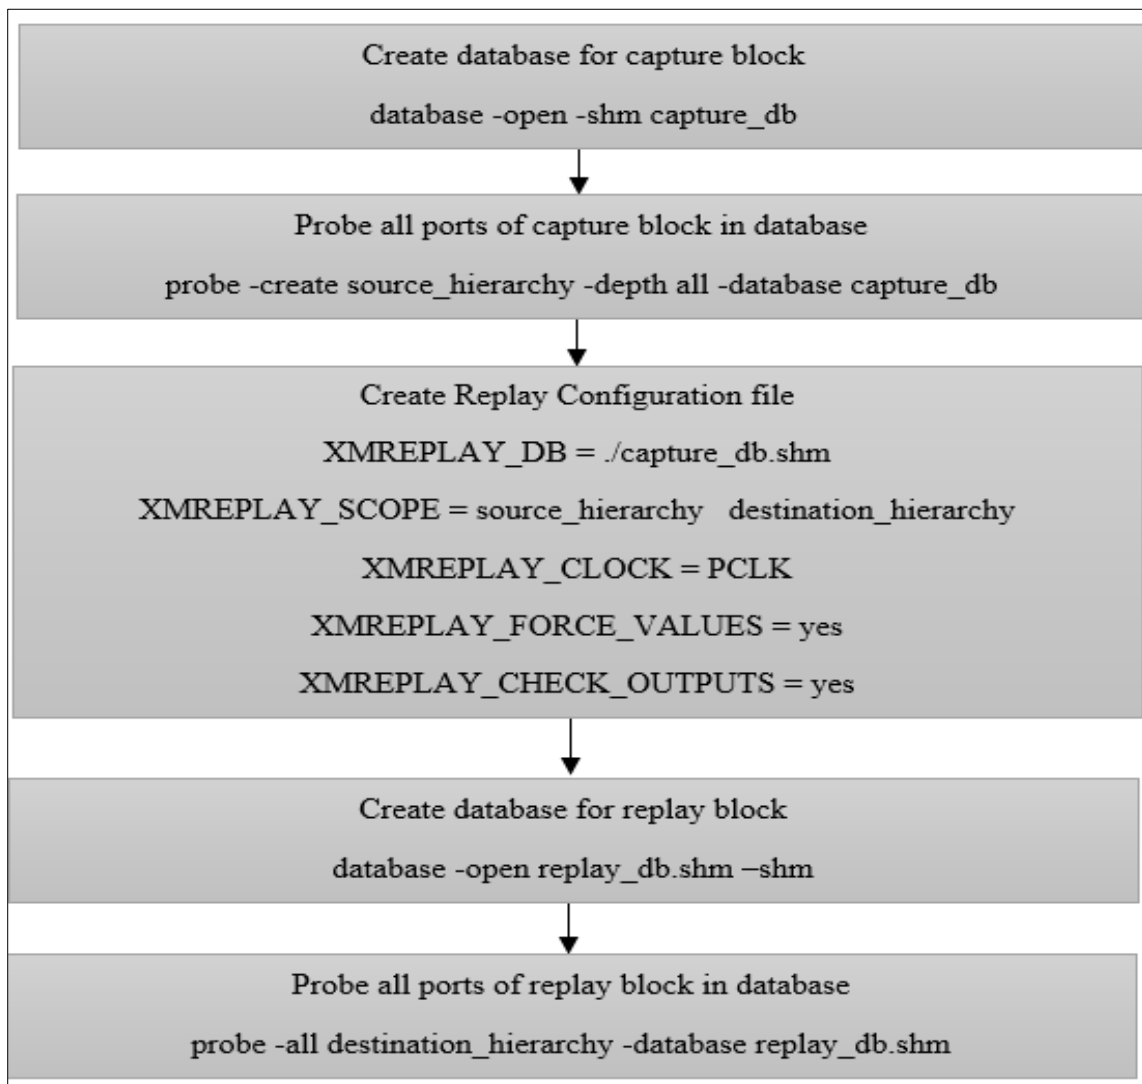 Create database for capture block
database -open -shm capture_db
Probe all ports of capture block in database
probe -create source_hierarchy -depth all -database capture_db
Create Replay Configuration file
XMREPLAY_DB = ./capture_db.shm
XMREPLAY_SCOPE = source_hierarchy destination_hierarchy
XMREPLAY_CLOCK = PCLK
XMREPLAY_FORCE_VALUES = yes
XMREPLAY_CHECK_OUTPUTS = yes
Create database for replay block
database -open replay_db.shm –shm
Probe all ports of replay block in database
probe -all destination_hierarchy -database replay_db.shm